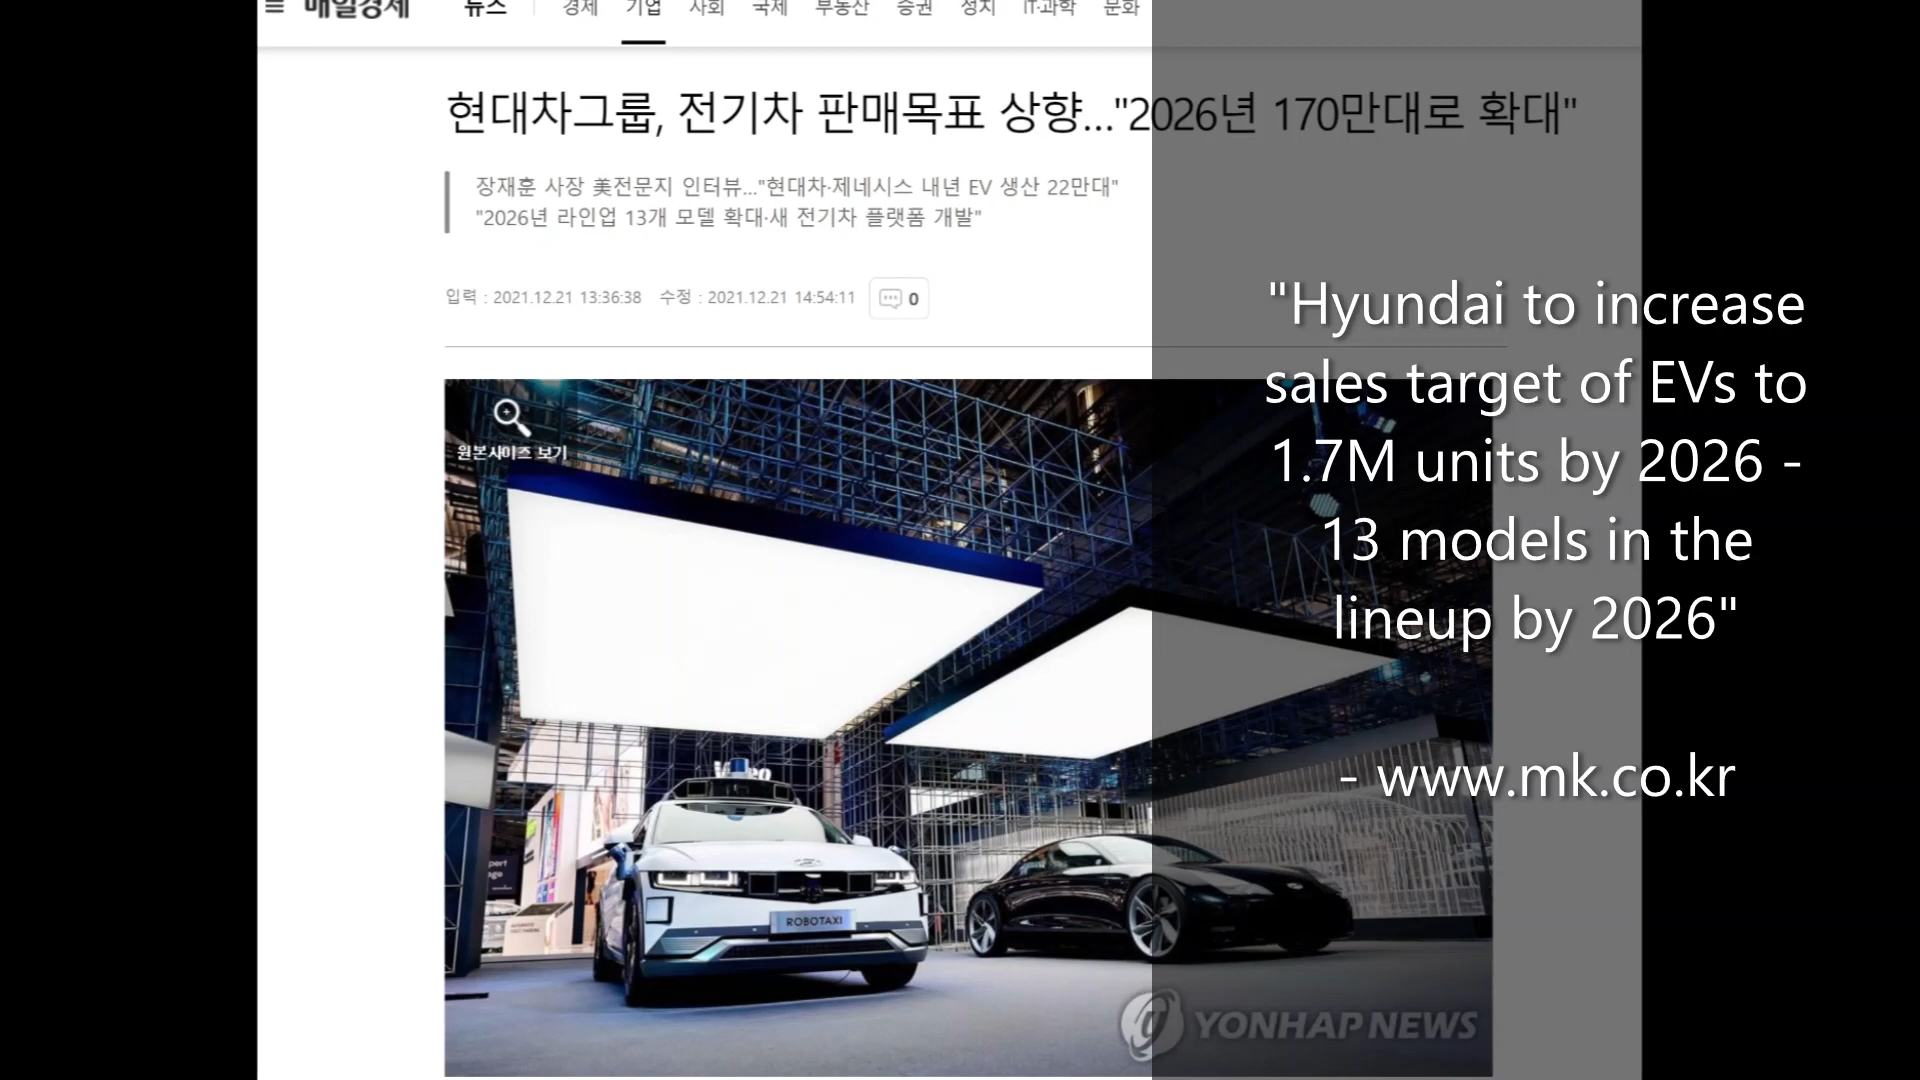 매일경제 뉴스 경제 기업 사회 국제 부동산 증권 정치 IT·과학 문화
현대차그룹, 전기차 판매목표 상향..."2026년 170만대로 확대"
장재훈 사장 美전문지 인터뷰..."현대차·제네시스 내년 EV 생산 22만대"
"2026년 라인업 13개 모델 확대·새 전기차 플랫폼 개발"
입력 : 2021.12.21 13:36:38 수정 : 2021.12.21 14:54:11 0
원본사이즈 보기
"Hyundai to increase
sales target of EVs to
1.7M units by 2026 -
13 models in the
lineup by 2026"
- www.mk.co.kr
ROBOTAXI
YONHAP NEWS